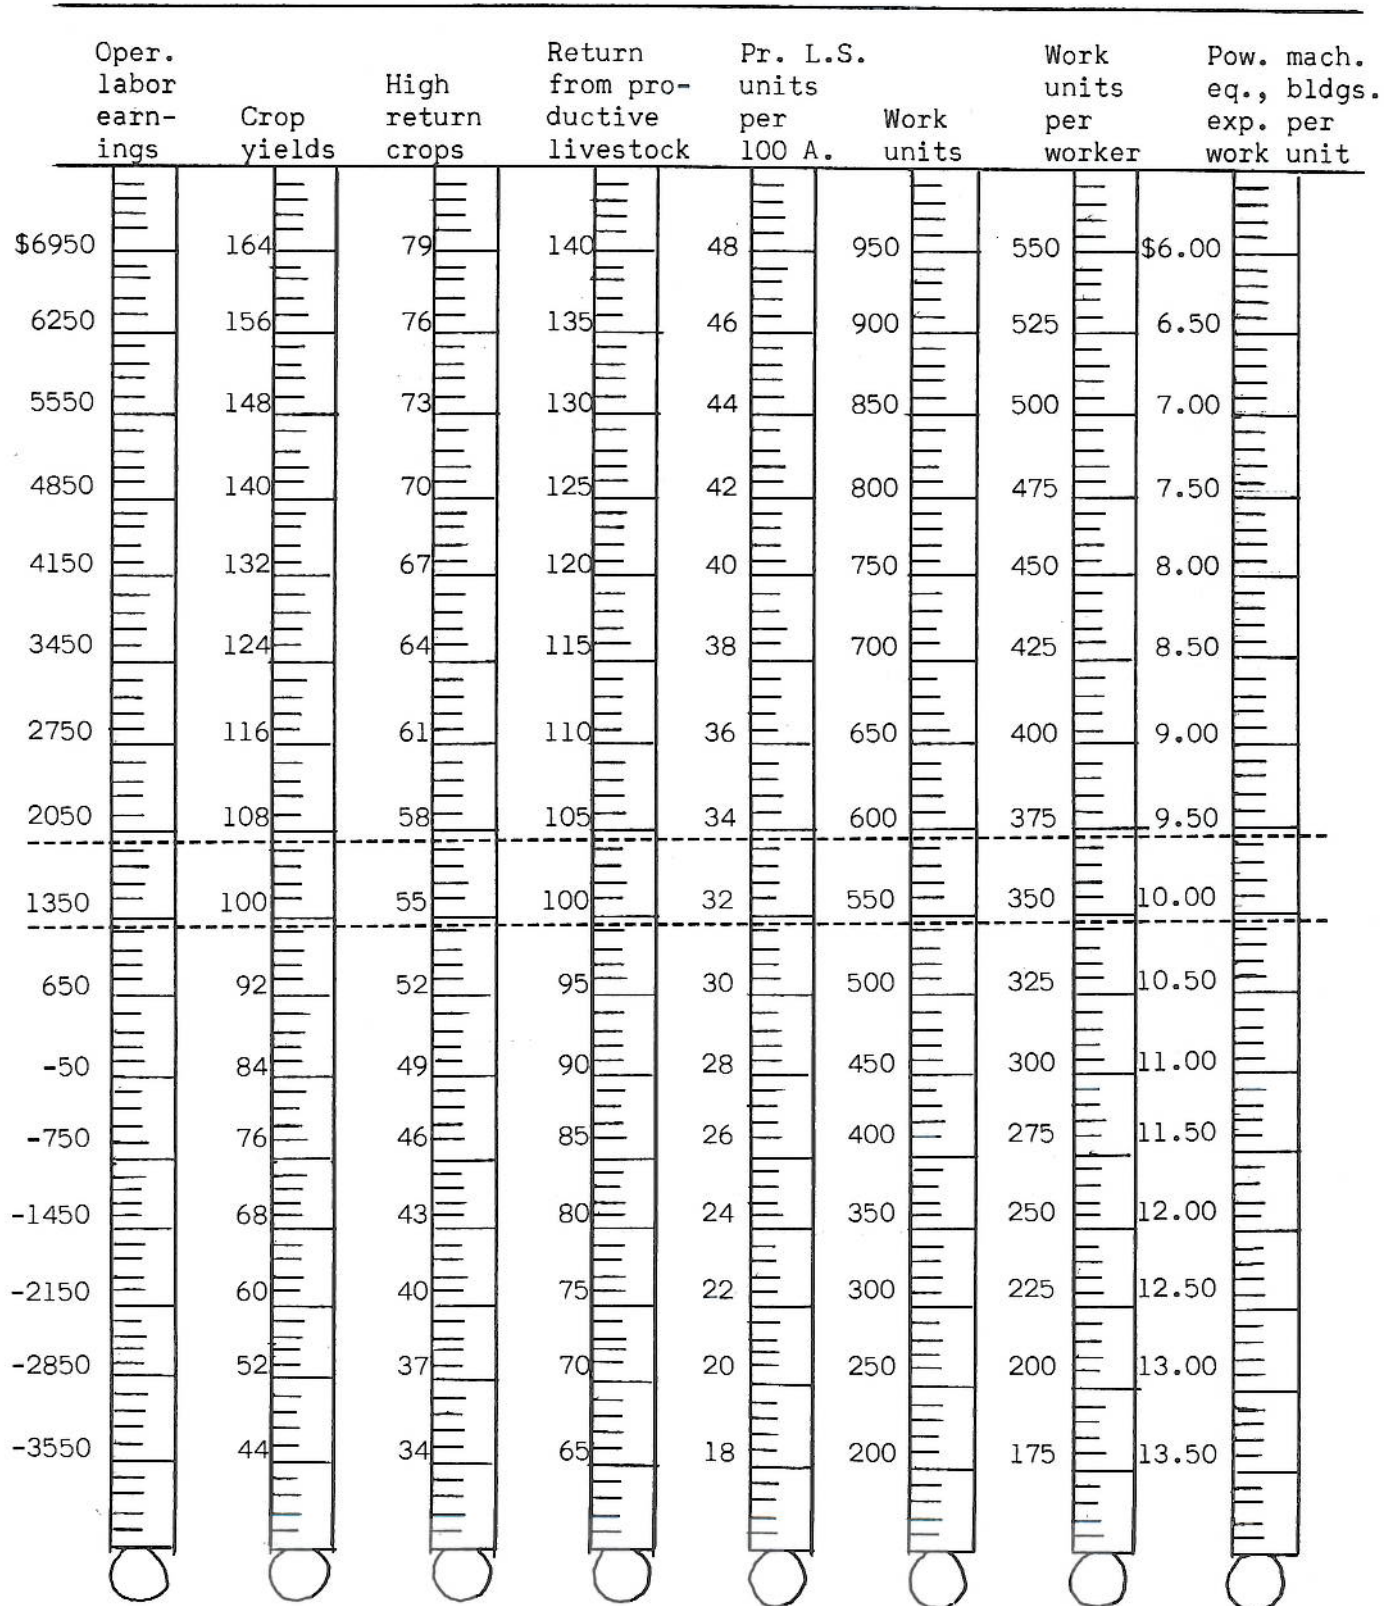 Oper. labor earn- ings
Crop yields
High return crops
Return from pro- ductive livestock
Pr. L.S. units per 100 A.
Work units
Work units per worker
Pow. mach. eq., bldgs. exp. per work unit
$6950 164 79 140 48 950 550 $6.00
6250 156 76 135 46 900 525 6.50
5550 148 73 130 44 850 500 7.00
4850 140 70 125 42 800 475 7.50
4150 132 67 120 40 750 450 8.00
3450 124 64 115 38 700 425 8.50
2750 116 61 110 36 650 400 9.00
2050 108 58 105 34 600 375 9.50
1350 100 55 100 32 550 350 10.00
650 92 52 95 30 500 325 10.50
-50 84 49 90 28 450 300 11.00
-750 76 46 85 26 400 275 11.50
-1450 68 43 80 24 350 250 12.00
-2150 60 40 75 22 300 225 12.50
-2850 52 37 70 20 250 200 13.00
-3550 44 34 65 18 200 175 13.50